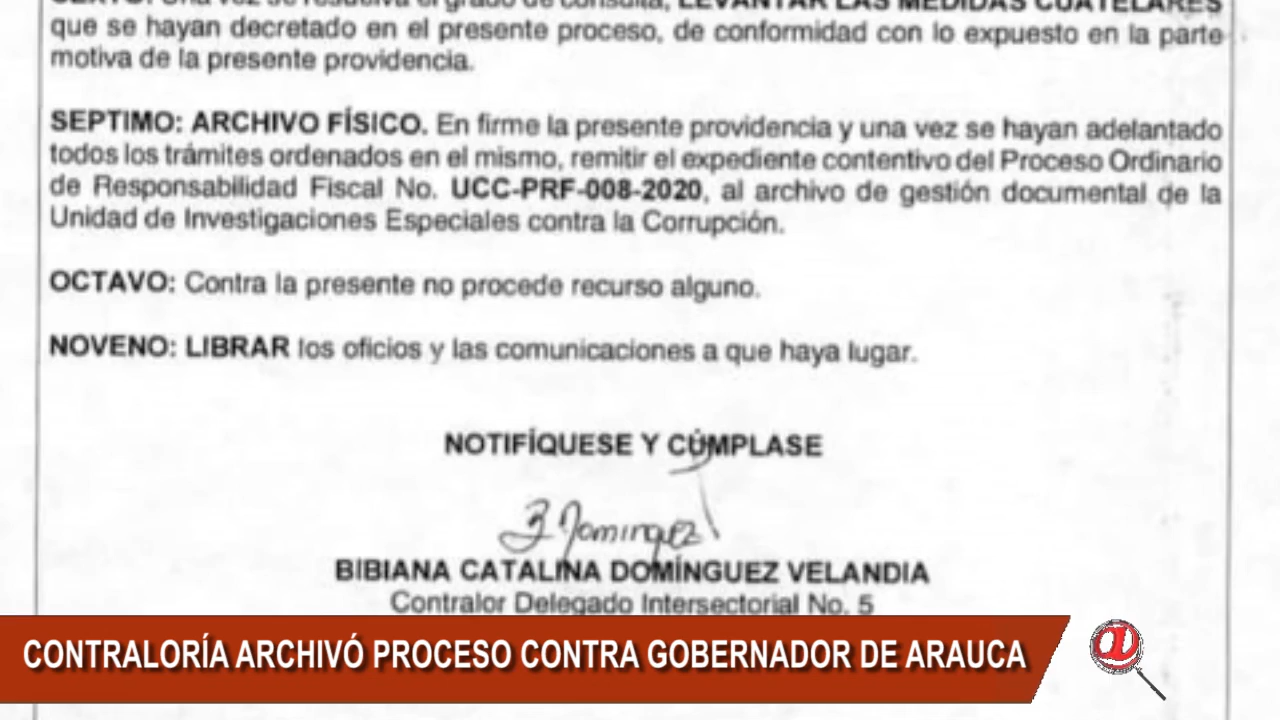 que se hayan decretado en el presente proceso, de conformidad con lo expuesto en la parte
motiva de la presente providencia.
SEPTIMO: ARCHIVO FÍSICO. En firme la presente providencia y una vez se hayan adelantado
todos los trámites ordenados en el mismo, remitir el expediente contentivo del Proceso Ordinario
de Responsabilidad Fiscal No. UCC-PRF-008-2020, al archivo de gestión documental de la
Unidad de Investigaciones Especiales contra la Corrupción.
OCTAVO: Contra la presente no procede recurso alguno.
NOVENO: LIBRAR los oficios y las comunicaciones a que haya lugar.
NOTIFÍQUESE Y CÚMPLASE
BIBIANA CATALINA DOMÍNGUEZ VELANDIA
Contralor Delegado Intersectorial No. 5
CONTRALORÍA ARCHIVÓ PROCESO CONTRA GOBERNADOR DE ARAUCA